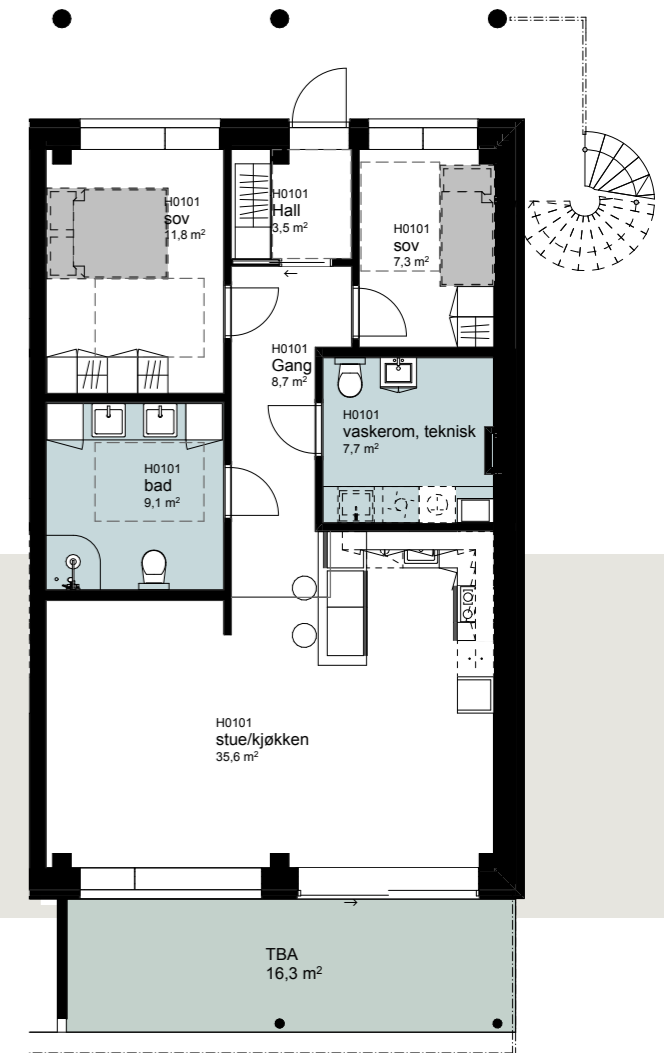 H0101
sov
11,8 m²
H0101
Hall
3,5 m²
H0101
sov
7,3 m²
H0101
Gang
8,7 m²
H0101
vaskerom, teknisk
7,7 m²
H0101
bad
9,1 m²
H0101
stue/kjøkken
35,6 m²
TBA
16,3 m²